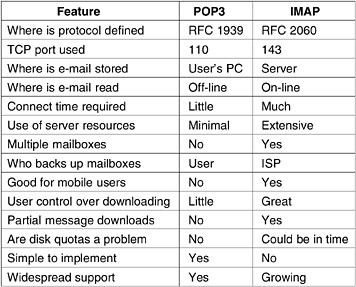 Feature POP3 IMAP
Where is protocol defined RFC 1939 RFC 2060
TCP port used 110 143
Where is e-mail stored User's PC Server
Where is e-mail read Off-line On-line
Connect time required Little Much
Use of server resources Minimal Extensive
Multiple mailboxes No Yes
Who backs up mailboxes User ISP
Good for mobile users No Yes
User control over downloading Little Great
Partial message downloads No Yes
Are disk quotas a problem No Could be in time
Simple to implement Yes No
Widespread support Yes Growing